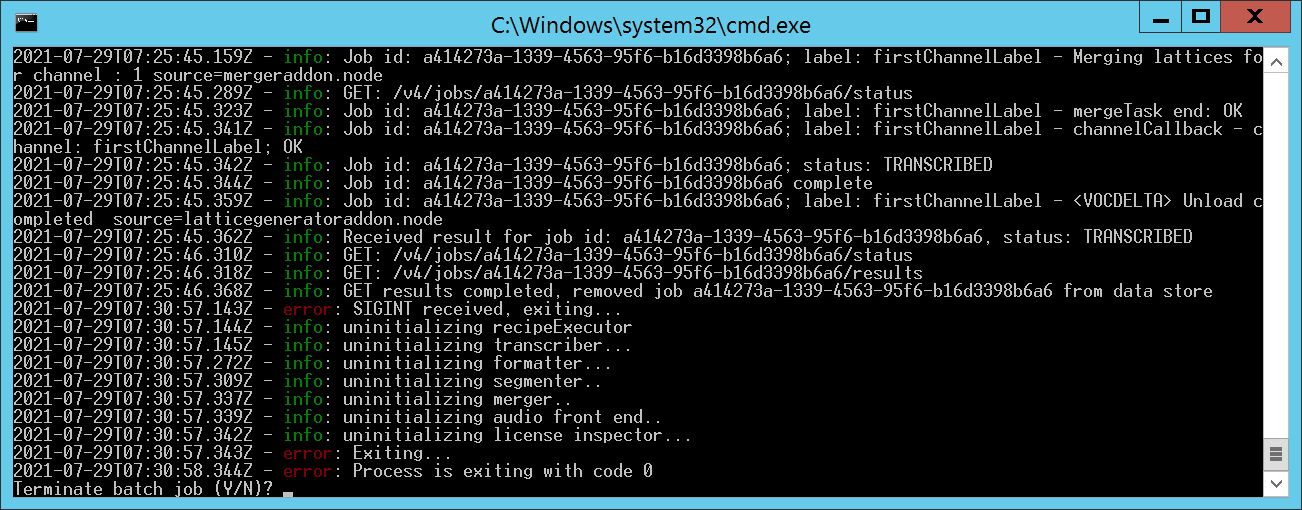 C:\Windows\system32\cmd.exe
2021-07-29T07:25:45.159Z - info: Job id: a414273a-1339-4563-95f6-b16d3398b6a6; label: firstChannelLabel - Merging lattices fo
r channel : 1 source=mergeraddon.node
2021-07-29T07:25:45.289Z - info: GET: /v4/jobs/a414273a-1339-4563-95f6-b16d3398b6a6/status
2021-07-29T07:25:45.323Z - info: Job id: a414273a-1339-4563-95f6-b16d3398b6a6; label: firstChannelLabel - mergeTask end: OK
2021-07-29T07:25:45.341Z - info: Job id: a414273a-1339-4563-95f6-b16d3398b6a6; label: firstChannelLabel - channelCallback - c
hannel: firstChannelLabel; OK
2021-07-29T07:25:45.342Z - info: Job id: a414273a-1339-4563-95f6-b16d3398b6a6; status: TRANSCRIBED
2021-07-29T07:25:45.344Z - info: Job id: a414273a-1339-4563-95f6-b16d3398b6a6 complete
2021-07-29T07:25:45.359Z - info: Job id: a414273a-1339-4563-95f6-b16d3398b6a6; label: firstChannelLabel - <VOCDELTA> Unload c
ompleted  source=latticegeneratoraddon.node
2021-07-29T07:25:45.362Z - info: Received result for job id: a414273a-1339-4563-95f6-b16d3398b6a6, status: TRANSCRIBED
2021-07-29T07:25:46.310Z - info: GET: /v4/jobs/a414273a-1339-4563-95f6-b16d3398b6a6/status
2021-07-29T07:25:46.318Z - info: GET: /v4/jobs/a414273a-1339-4563-95f6-b16d3398b6a6/results
2021-07-29T07:25:46.368Z - info: GET results completed, removed job a414273a-1339-4563-95f6-b16d3398b6a6 from data store
2021-07-29T07:30:57.143Z - error: SIGINT received, exiting...
2021-07-29T07:30:57.144Z - info: uninitializing recipeExecutor
2021-07-29T07:30:57.145Z - info: uninitializing transcriber...
2021-07-29T07:30:57.272Z - info: uninitializing formatter...
2021-07-29T07:30:57.309Z - info: uninitializing segmenter..
2021-07-29T07:30:57.337Z - info: uninitializing merger..
2021-07-29T07:30:57.339Z - info: uninitializing audio front end..
2021-07-29T07:30:57.342Z - info: uninitializing license inspector...
2021-07-29T07:30:57.343Z - error: Exiting...
2021-07-29T07:30:58.344Z - error: Process is exiting with code 0
Terminate batch job (Y/N)?